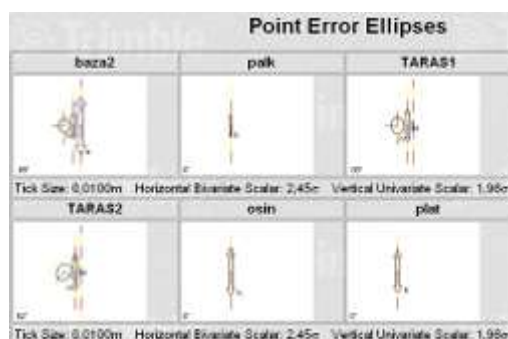 Point Error Ellipses
baza2 palk TARAS1
Tick Size: 0,0100m Horizontal Bivariate Scalar: 2,45σ Vertical Univariate Scalar: 1.96σ
TARAS2 osin plat
Tick Size: 0,0100m Horizontal Bivariate Scalar: 2,45σ Vertical Univariate Scalar: 1.96σ